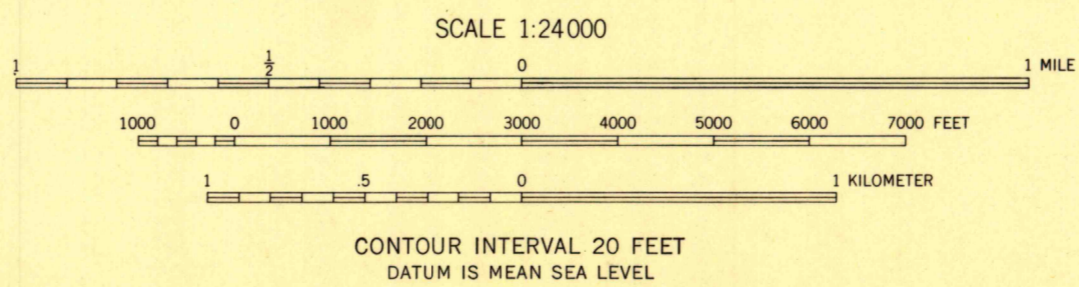 SCALE 1:24000
1 1/2 0 1 MILE
1000 0 1000 2000 3000 4000 5000 6000 7000 FEET
1 .5 0 1 KILOMETER
CONTOUR INTERVAL 20 FEET
DATUM IS MEAN SEA LEVEL